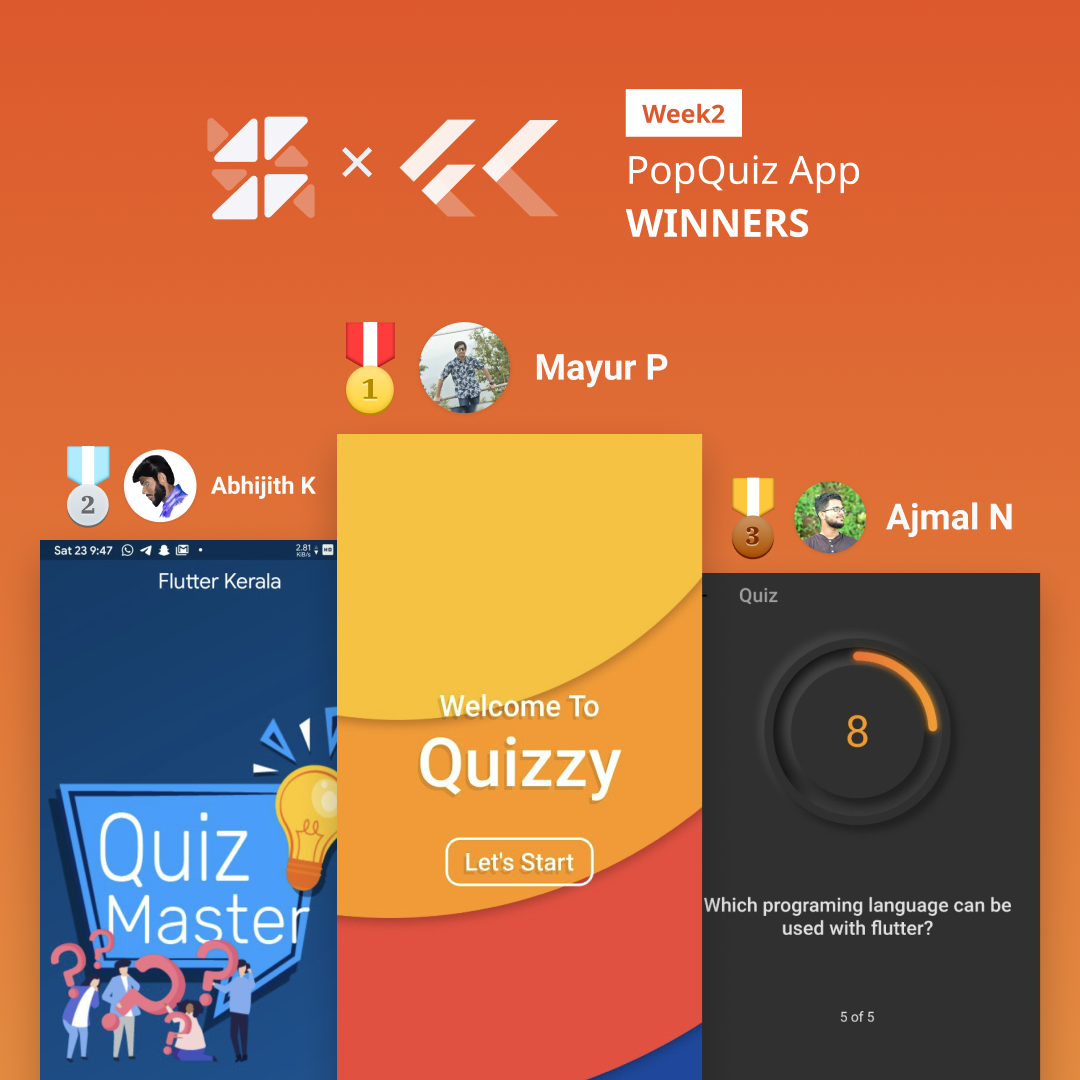 Week2
PopQuiz App
WINNERS
1
Mayur P
2
Abhijith K
3
Ajmal N
Sat 23 9:47
2.81
KiB/s
Flutter Kerala
Quiz
Master
Welcome To
Quizzy
Let's Start
Quiz
8
Which programing language can be
used with flutter?
5 of 5